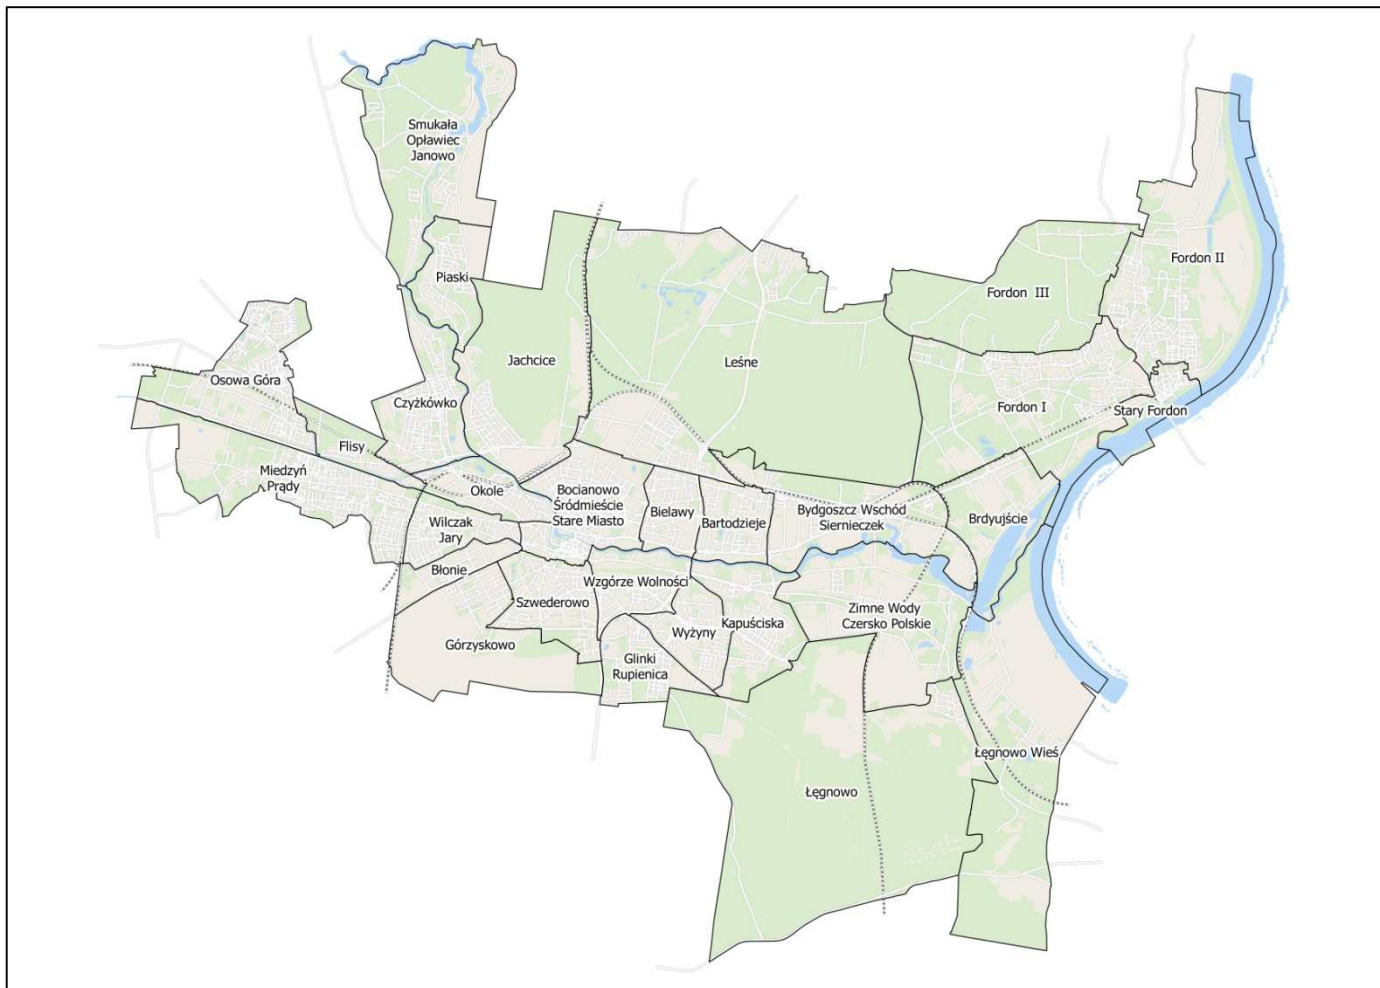 Smukała
Opławiec
Janowo
Piaski
Fordon II
Fordon  III
Jachcice
Leśne
Osowa Góra
Czyżkówko
Fordon I
Stary Fordon
Flisy
Miedzyń
Prądy
Okole
Bocianowo
Śródmieście
Stare Miasto
Bielawy
Bartodzieje
Bydgoszcz Wschód
Siernieczek
Brdyujście
Wilczak
Jary
Błonie
Szwederowo
Wzgórze Wolności
Zimne Wody
Czersko Polskie
Kapuściska
Wyżyny
Górzyskowo
Glinki
Rupienica
Łęgnowo Wieś
Łęgnowo